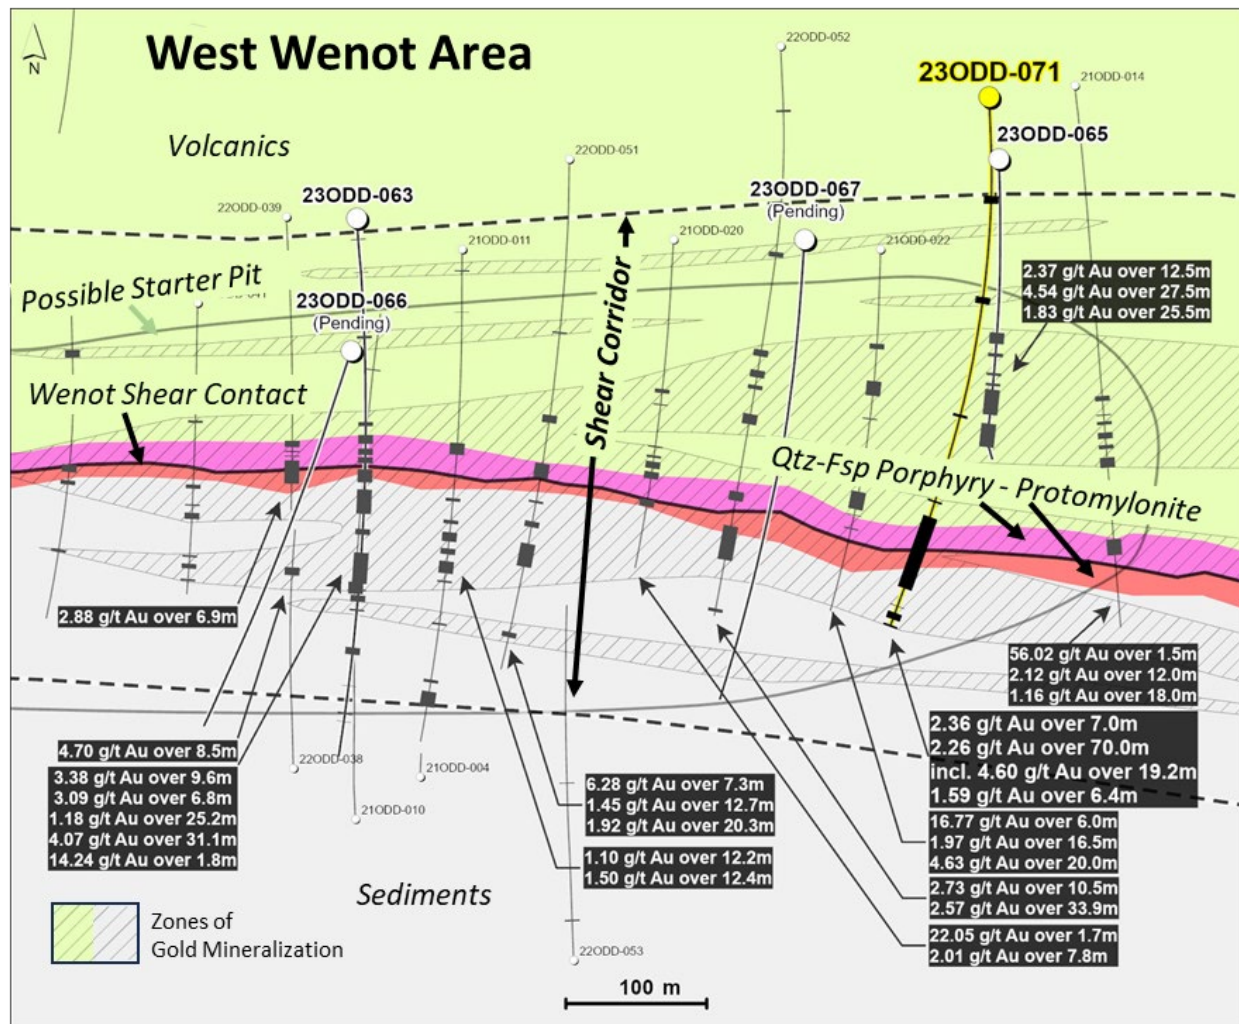 West Wenot Area
N
22ODD-052
23ODD-071
21ODD-014
Volcanics
22ODD-051
23ODD-065
22ODD-039
23ODD-063
23ODD-067
(Pending)
21ODD-011
21ODD-020
21ODD-022
Possible Starter Pit
23ODD-066
(Pending)
Shear Corridor
2.37 g/t Au over 12.5m
4.54 g/t Au over 27.5m
1.83 g/t Au over 25.5m
Wenot Shear Contact
Qtz-Fsp Porphyry - Protomylonite
2.88 g/t Au over 6.9m
56.02 g/t Au over 1.5m
2.12 g/t Au over 12.0m
1.16 g/t Au over 18.0m
2.36 g/t Au over 7.0m
2.26 g/t Au over 70.0m
incl. 4.60 g/t Au over 19.2m
1.59 g/t Au over 6.4m
4.70 g/t Au over 8.5m
3.38 g/t Au over 9.6m
3.09 g/t Au over 6.8m
1.18 g/t Au over 25.2m
4.07 g/t Au over 31.1m
14.24 g/t Au over 1.8m
22ODD-038
21ODD-004
21ODD-010
6.28 g/t Au over 7.3m
1.45 g/t Au over 12.7m
1.92 g/t Au over 20.3m
1.10 g/t Au over 12.2m
1.50 g/t Au over 12.4m
16.77 g/t Au over 6.0m
1.97 g/t Au over 16.5m
4.63 g/t Au over 20.0m
2.73 g/t Au over 10.5m
2.57 g/t Au over 33.9m
22.05 g/t Au over 1.7m
2.01 g/t Au over 7.8m
Sediments
Zones of
Gold Mineralization
22ODD-053
100 m